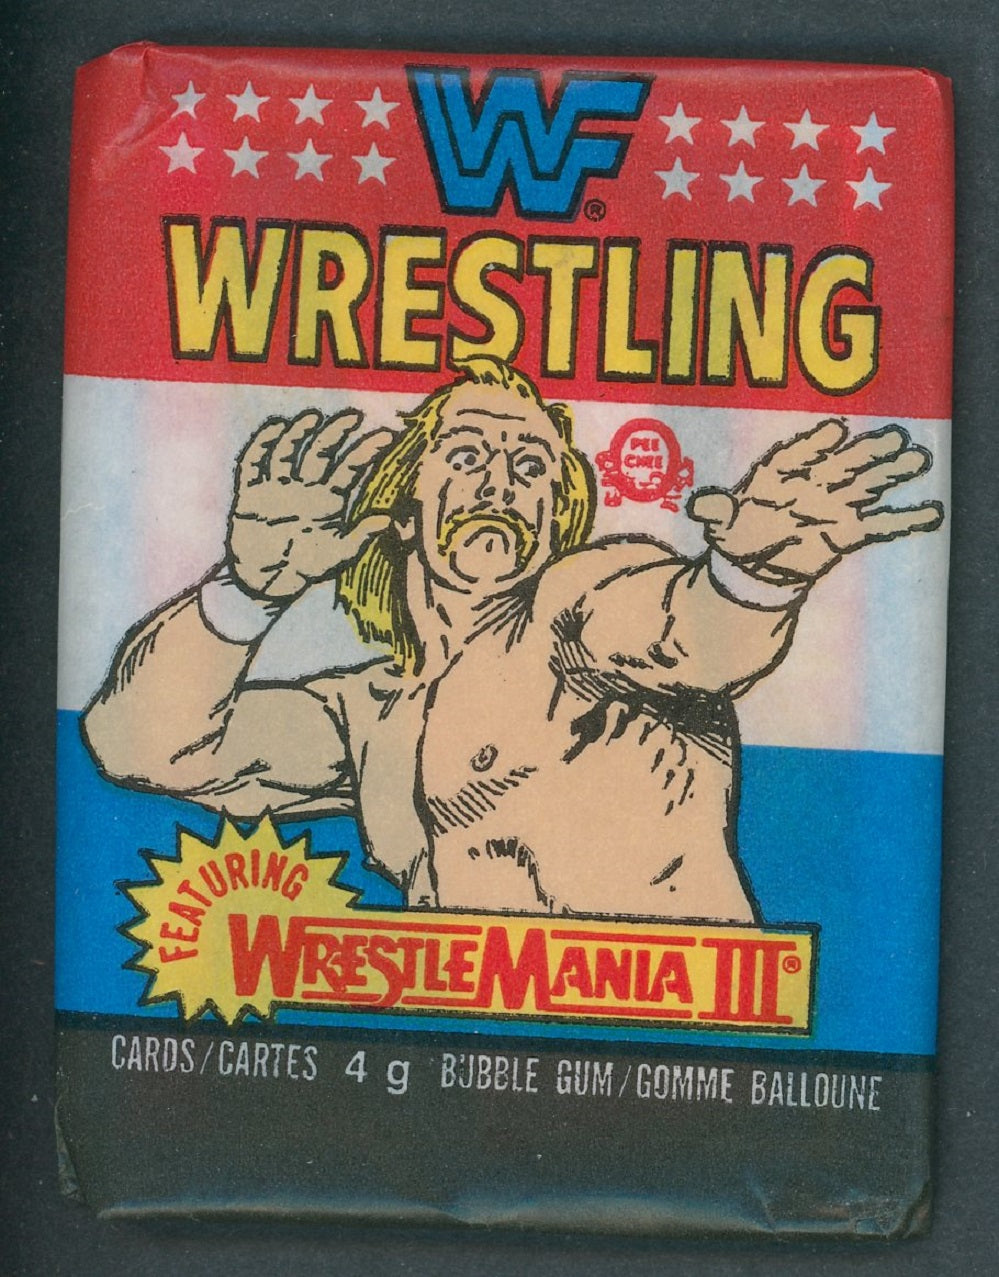 WF®
WRESTLING
PEE
CHEE
FEATURING
WRESTLEMANIA III®
CARDS/CARTES 4 g BUBBLE GUM/GOMME BALLOUNE